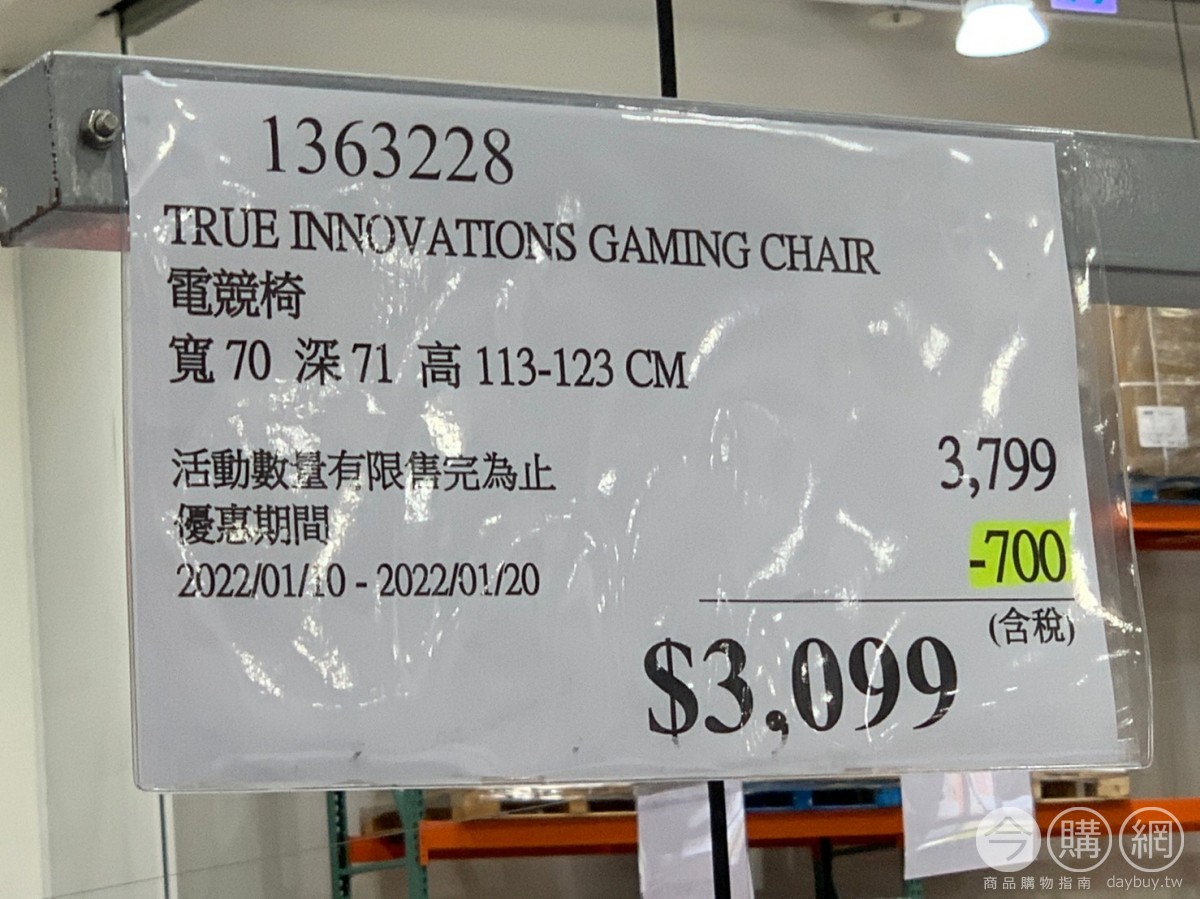 1363228
TRUE INNOVATIONS GAMING CHAIR
電競椅
寬 70 深 71 高 113-123 CM
活動數量有限售完為止
3,799
優惠期間
-700
2022/01/10 - 2022/01/20
(含稅)
$3,099
今購網
商品購物指南 daybuy.tw